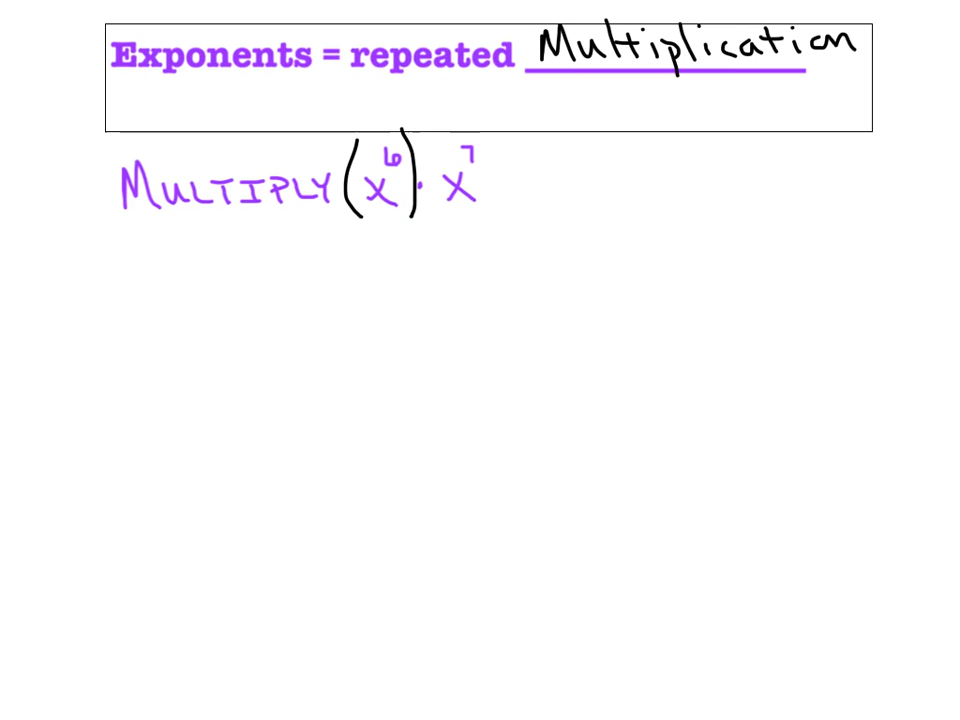 Exponents = repeated Multiplication
MULTIPLY (x⁶) · x⁷